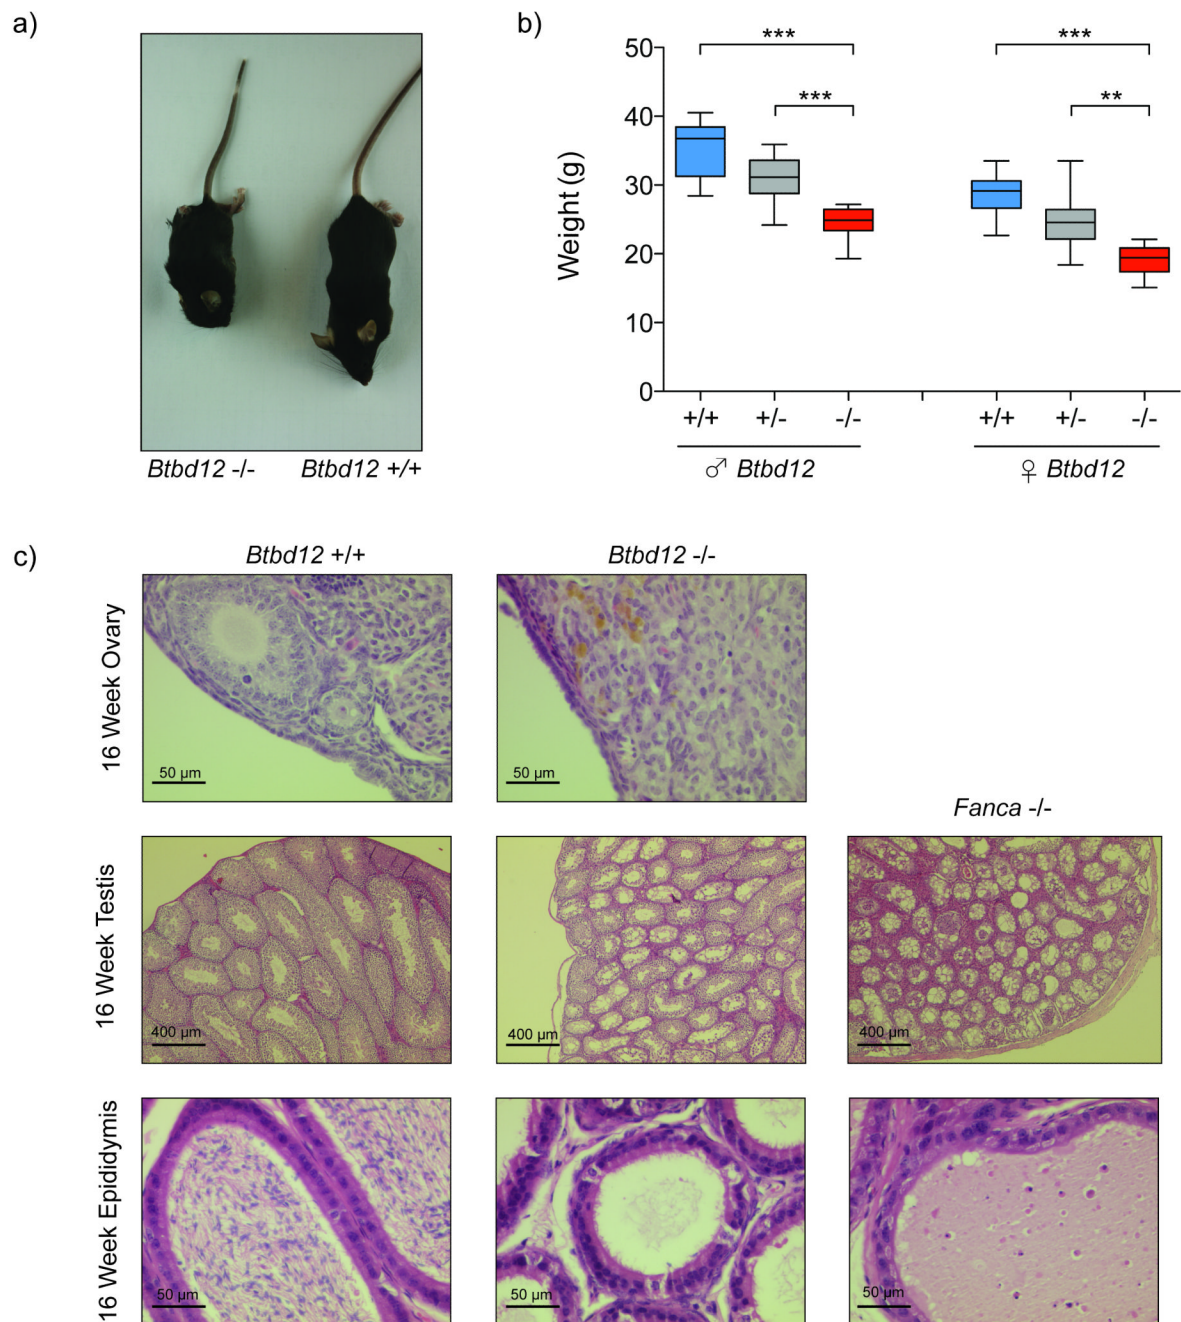 a)
Btbd12 -/-
Btbd12 +/+
b)
***
***
***
**
Weight (g)
50
40
30
20
10
0
+/+
+/-
-/-
+/+
+/-
-/-
♂ Btbd12
♀ Btbd12
c)
Btbd12 +/+
Btbd12 -/-
16 Week Ovary
50 µm
50 µm
Fanca -/-
16 Week Testis
400 µm
400 µm
400 µm
16 Week Epididymis
50 µm
50 µm
50 µm